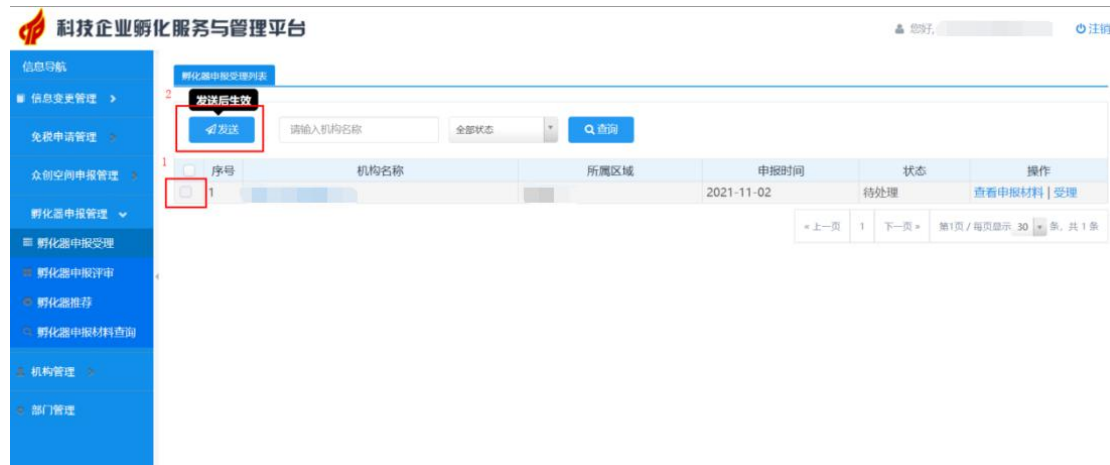 科技企业孵化服务与管理平台
您好,
注销
信息导航
信息变更管理
免税申请管理
众创空间申报管理
孵化器申报管理
孵化器申报受理
孵化器申报评审
孵化器推荐
孵化器申报材料查询
机构管理
部门管理
孵化器申报受理列表
2
发送后生效
发送 请输入机构名称 全部状态 查询
1
序号 机构名称 所属区域 申报时间 状态 操作
1 2021-11-02 待处理 查看申报材料 | 受理
« 上一页 1 下一页 » 第1页 / 每页显示 30 条, 共 1 条